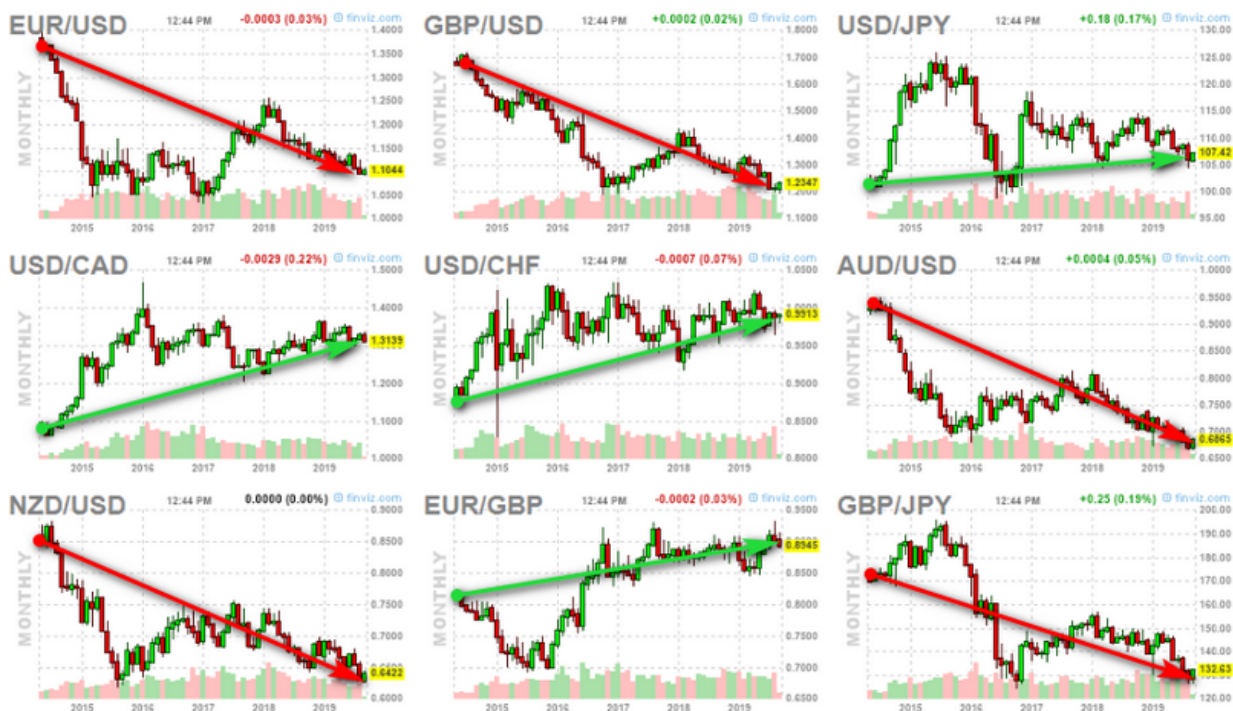 EUR/USD 12:44 PM -0.0003 (0.03%) finviz.com
MONTHLY
1.4000
1.3500
1.3000
1.2500
1.2000
1.1500
1.1044
1.0500
1.0000
2015 2016 2017 2018 2019
GBP/USD 12:44 PM +0.0002 (0.02%) finviz.com
MONTHLY
1.8000
1.7000
1.6000
1.5000
1.4000
1.3000
1.2347
1.1000
2015 2016 2017 2018 2019
USD/JPY 12:44 PM +0.18 (0.17%) finviz.com
MONTHLY
130.00
125.00
120.00
115.00
110.00
107.42
105.00
100.00
95.00
2015 2016 2017 2018 2019
USD/CAD 12:44 PM -0.0029 (0.22%) finviz.com
MONTHLY
1.5000
1.4000
1.3139
1.2000
1.1000
1.0000
2015 2016 2017 2018 2019
USD/CHF 12:44 PM -0.0007 (0.07%) finviz.com
MONTHLY
1.0500
1.0000
0.9913
0.9500
0.9000
0.8500
0.8000
2015 2016 2017 2018 2019
AUD/USD 12:44 PM +0.0004 (0.05%) finviz.com
MONTHLY
1.0000
0.9500
0.9000
0.8500
0.8000
0.7500
0.6865
0.6500
2015 2016 2017 2018 2019
NZD/USD 12:44 PM 0.0000 (0.00%) finviz.com
MONTHLY
0.9000
0.8500
0.8000
0.7500
0.7000
0.6422
0.6000
2015 2016 2017 2018 2019
EUR/GBP 12:44 PM -0.0002 (0.03%) finviz.com
MONTHLY
0.9500
0.8945
0.8500
0.8000
0.7500
0.7000
0.6500
2015 2016 2017 2018 2019
GBP/JPY 12:44 PM +0.25 (0.19%) finviz.com
MONTHLY
200.00
190.00
180.00
170.00
160.00
150.00
140.00
132.63
120.00
2015 2016 2017 2018 2019